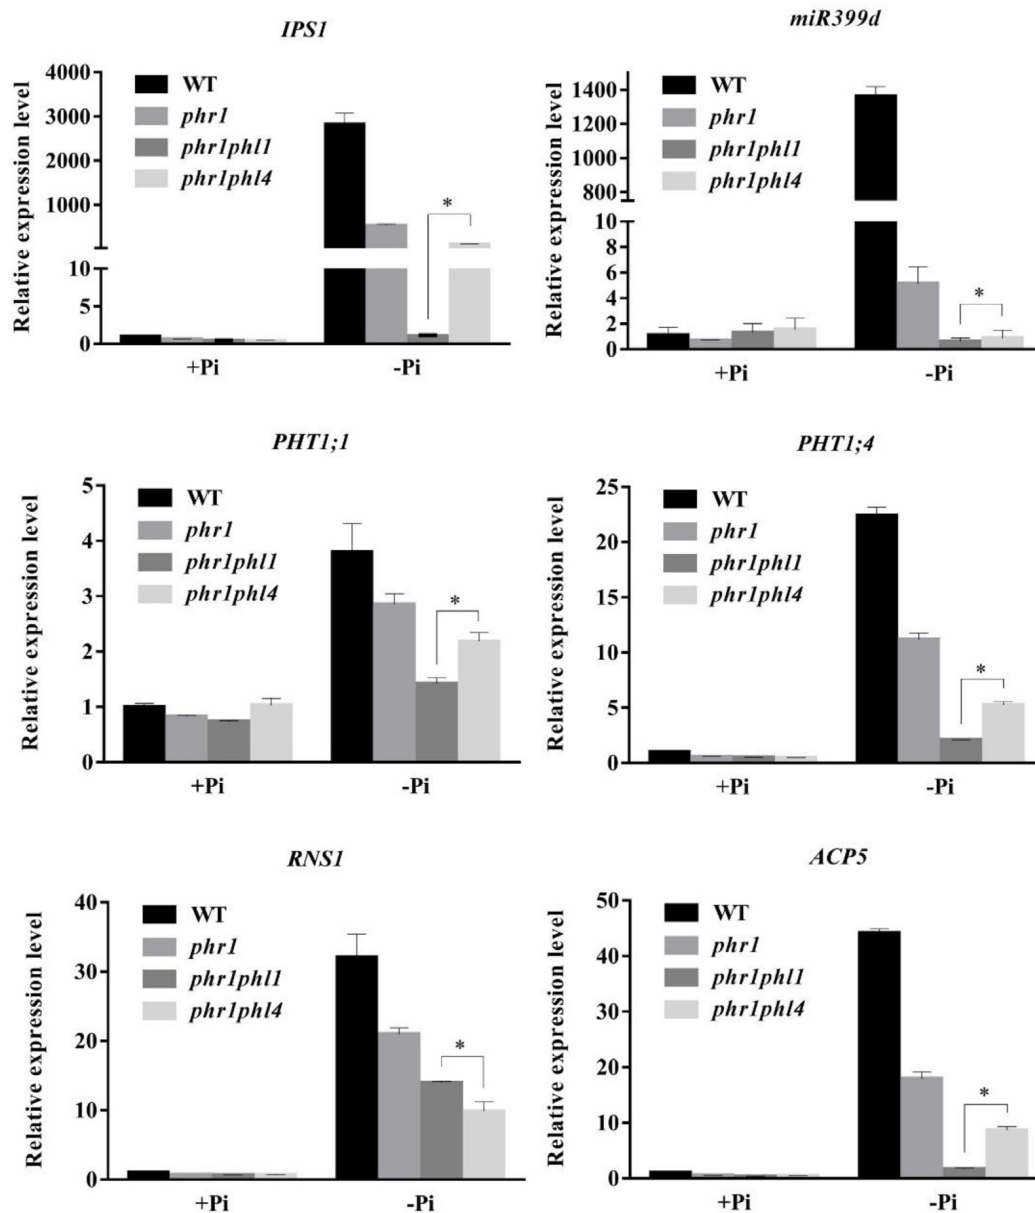 IPS1
Relative expression level
4000
3000
2000
1000
10
5
0
WT
phr1
phr1phl1
phr1phl4
*
+Pi
-Pi
miR399d
Relative expression level
1400
1200
1000
800
10
8
6
4
2
0
WT
phr1
phr1phl1
phr1phl4
*
+Pi
-Pi
PHT1;1
Relative expression level
5
4
3
2
1
0
WT
phr1
phr1phl1
phr1phl4
*
+Pi
-Pi
PHT1;4
Relative expression level
25
20
15
10
5
0
WT
phr1
phr1phl1
phr1phl4
*
+Pi
-Pi
RNS1
Relative expression level
40
30
20
10
0
WT
phr1
phr1phl1
phr1phl4
*
+Pi
-Pi
ACP5
Relative expression level
50
40
30
20
10
0
WT
phr1
phr1phl1
phr1phl4
*
+Pi
-Pi